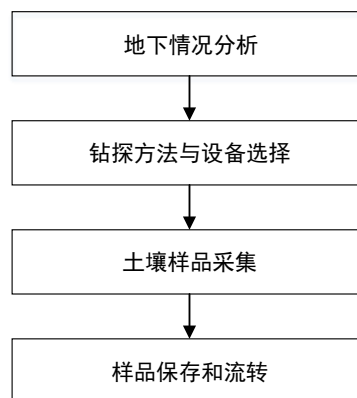 地下情况分析
钻探方法与设备选择
土壤样品采集
样品保存和流转